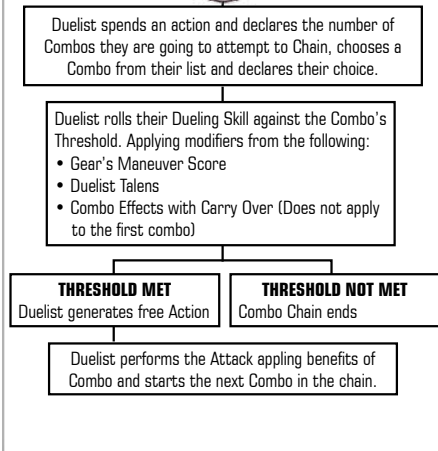 Duelist spends an action and declares the number of
Combos they are going to attempt to Chain, chooses a
Combo from their list and declares their choice.
Duelist rolls their Dueling Skill against the Combo's
Threshold. Applying modifiers from the following:
• Gear's Maneuver Score
• Duelist Talens
• Combo Effects with Carry Over (Does not apply
to the first combo)
THRESHOLD MET
Duelist generates free Action
THRESHOLD NOT MET
Combo Chain ends
Duelist performs the Attack appling benefits of
Combo and starts the next Combo in the chain.